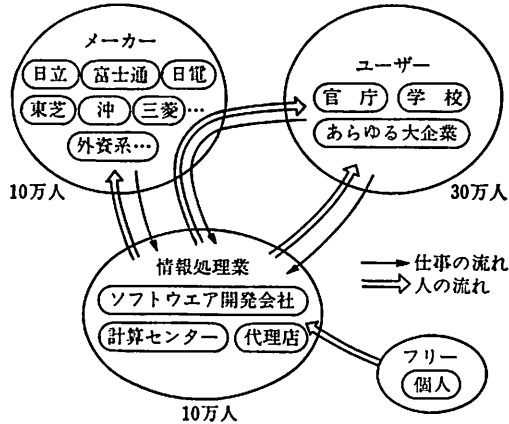 メーカー
日立 富士通 日電
東芝 沖 三菱…
外資系…
10万人
ユーザー
官庁 学校
あらゆる大企業
30万人
情報処理業
ソフトウエア開発会社
計算センター 代理店
10万人
仕事の流れ
人の流れ
フリー
個人